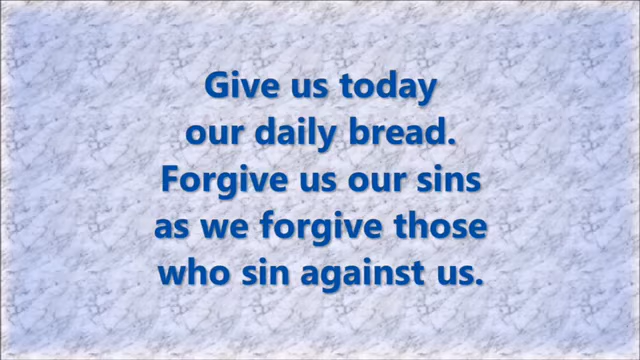 Give us today
our daily bread.
Forgive us our sins
as we forgive those
who sin against us.